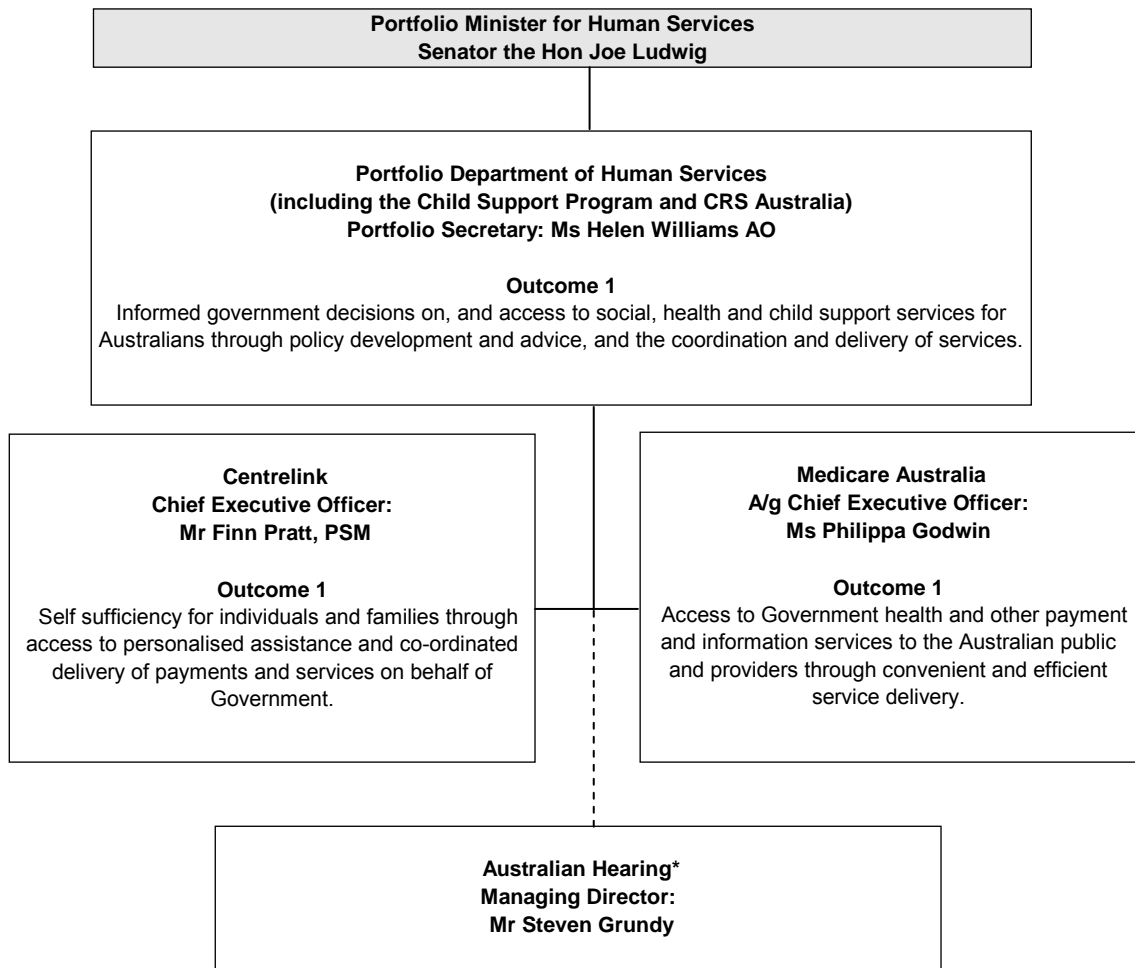 Portfolio Minister for Human Services
Senator the Hon Joe Ludwig
Portfolio Department of Human Services
(including the Child Support Program and CRS Australia)
Portfolio Secretary: Ms Helen Williams AO
Outcome 1
Informed government decisions on, and access to social, health and child support services for
Australians through policy development and advice, and the coordination and delivery of services.
Centrelink
Chief Executive Officer:
Mr Finn Pratt, PSM
Outcome 1
Self sufficiency for individuals and families through
access to personalised assistance and co-ordinated
delivery of payments and services on behalf of
Government.
Medicare Australia
A/g Chief Executive Officer:
Ms Philippa Godwin
Outcome 1
Access to Government health and other payment
and information services to the Australian public
and providers through convenient and efficient
service delivery.
Australian Hearing*
Managing Director:
Mr Steven Grundy